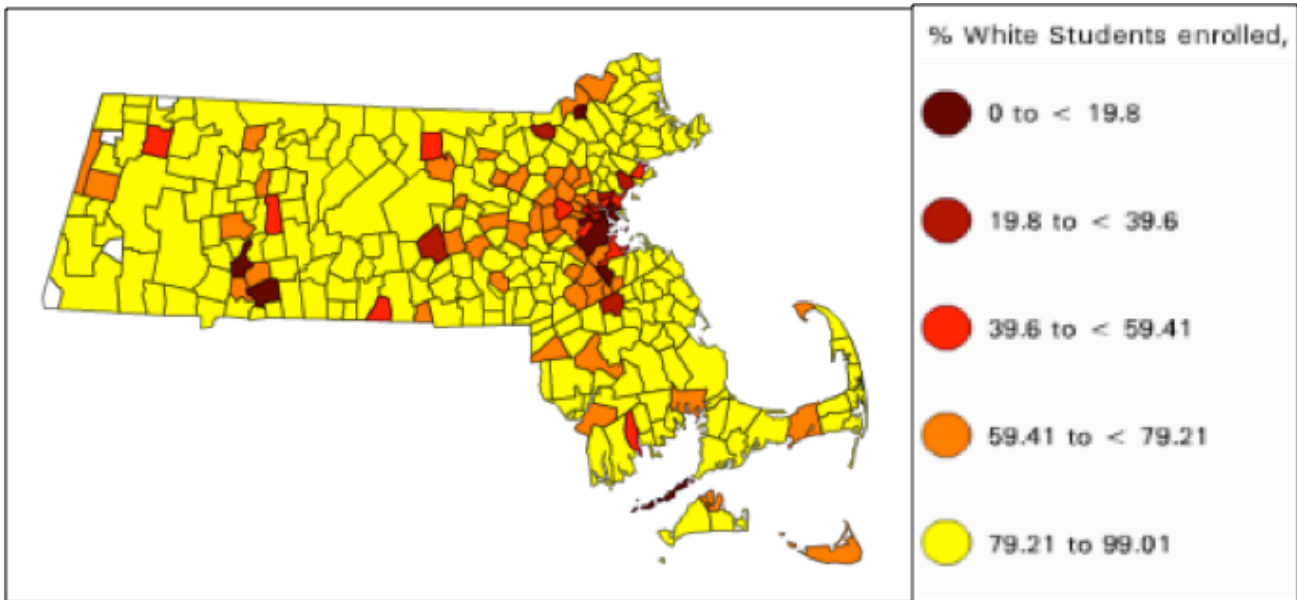 % White Students enrolled,
0 to < 19.8
19.8 to < 39.6
39.6 to < 59.41
59.41 to < 79.21
79.21 to 99.01